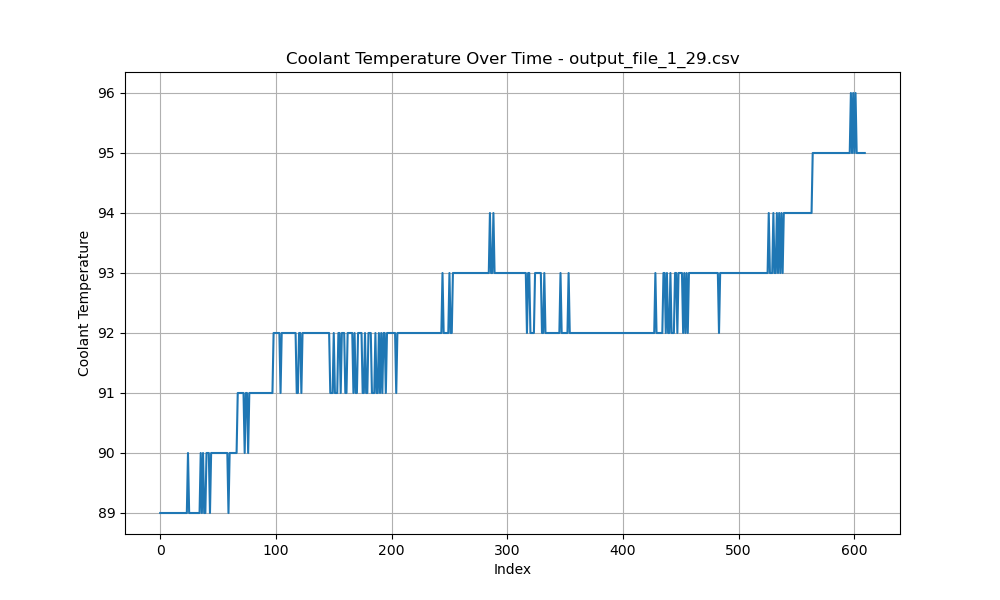 Coolant Temperature Over Time - output_file_1_29.csv
96
95
94
93
92
91
90
89
Coolant Temperature
0 100 200 300 400 500 600
Index